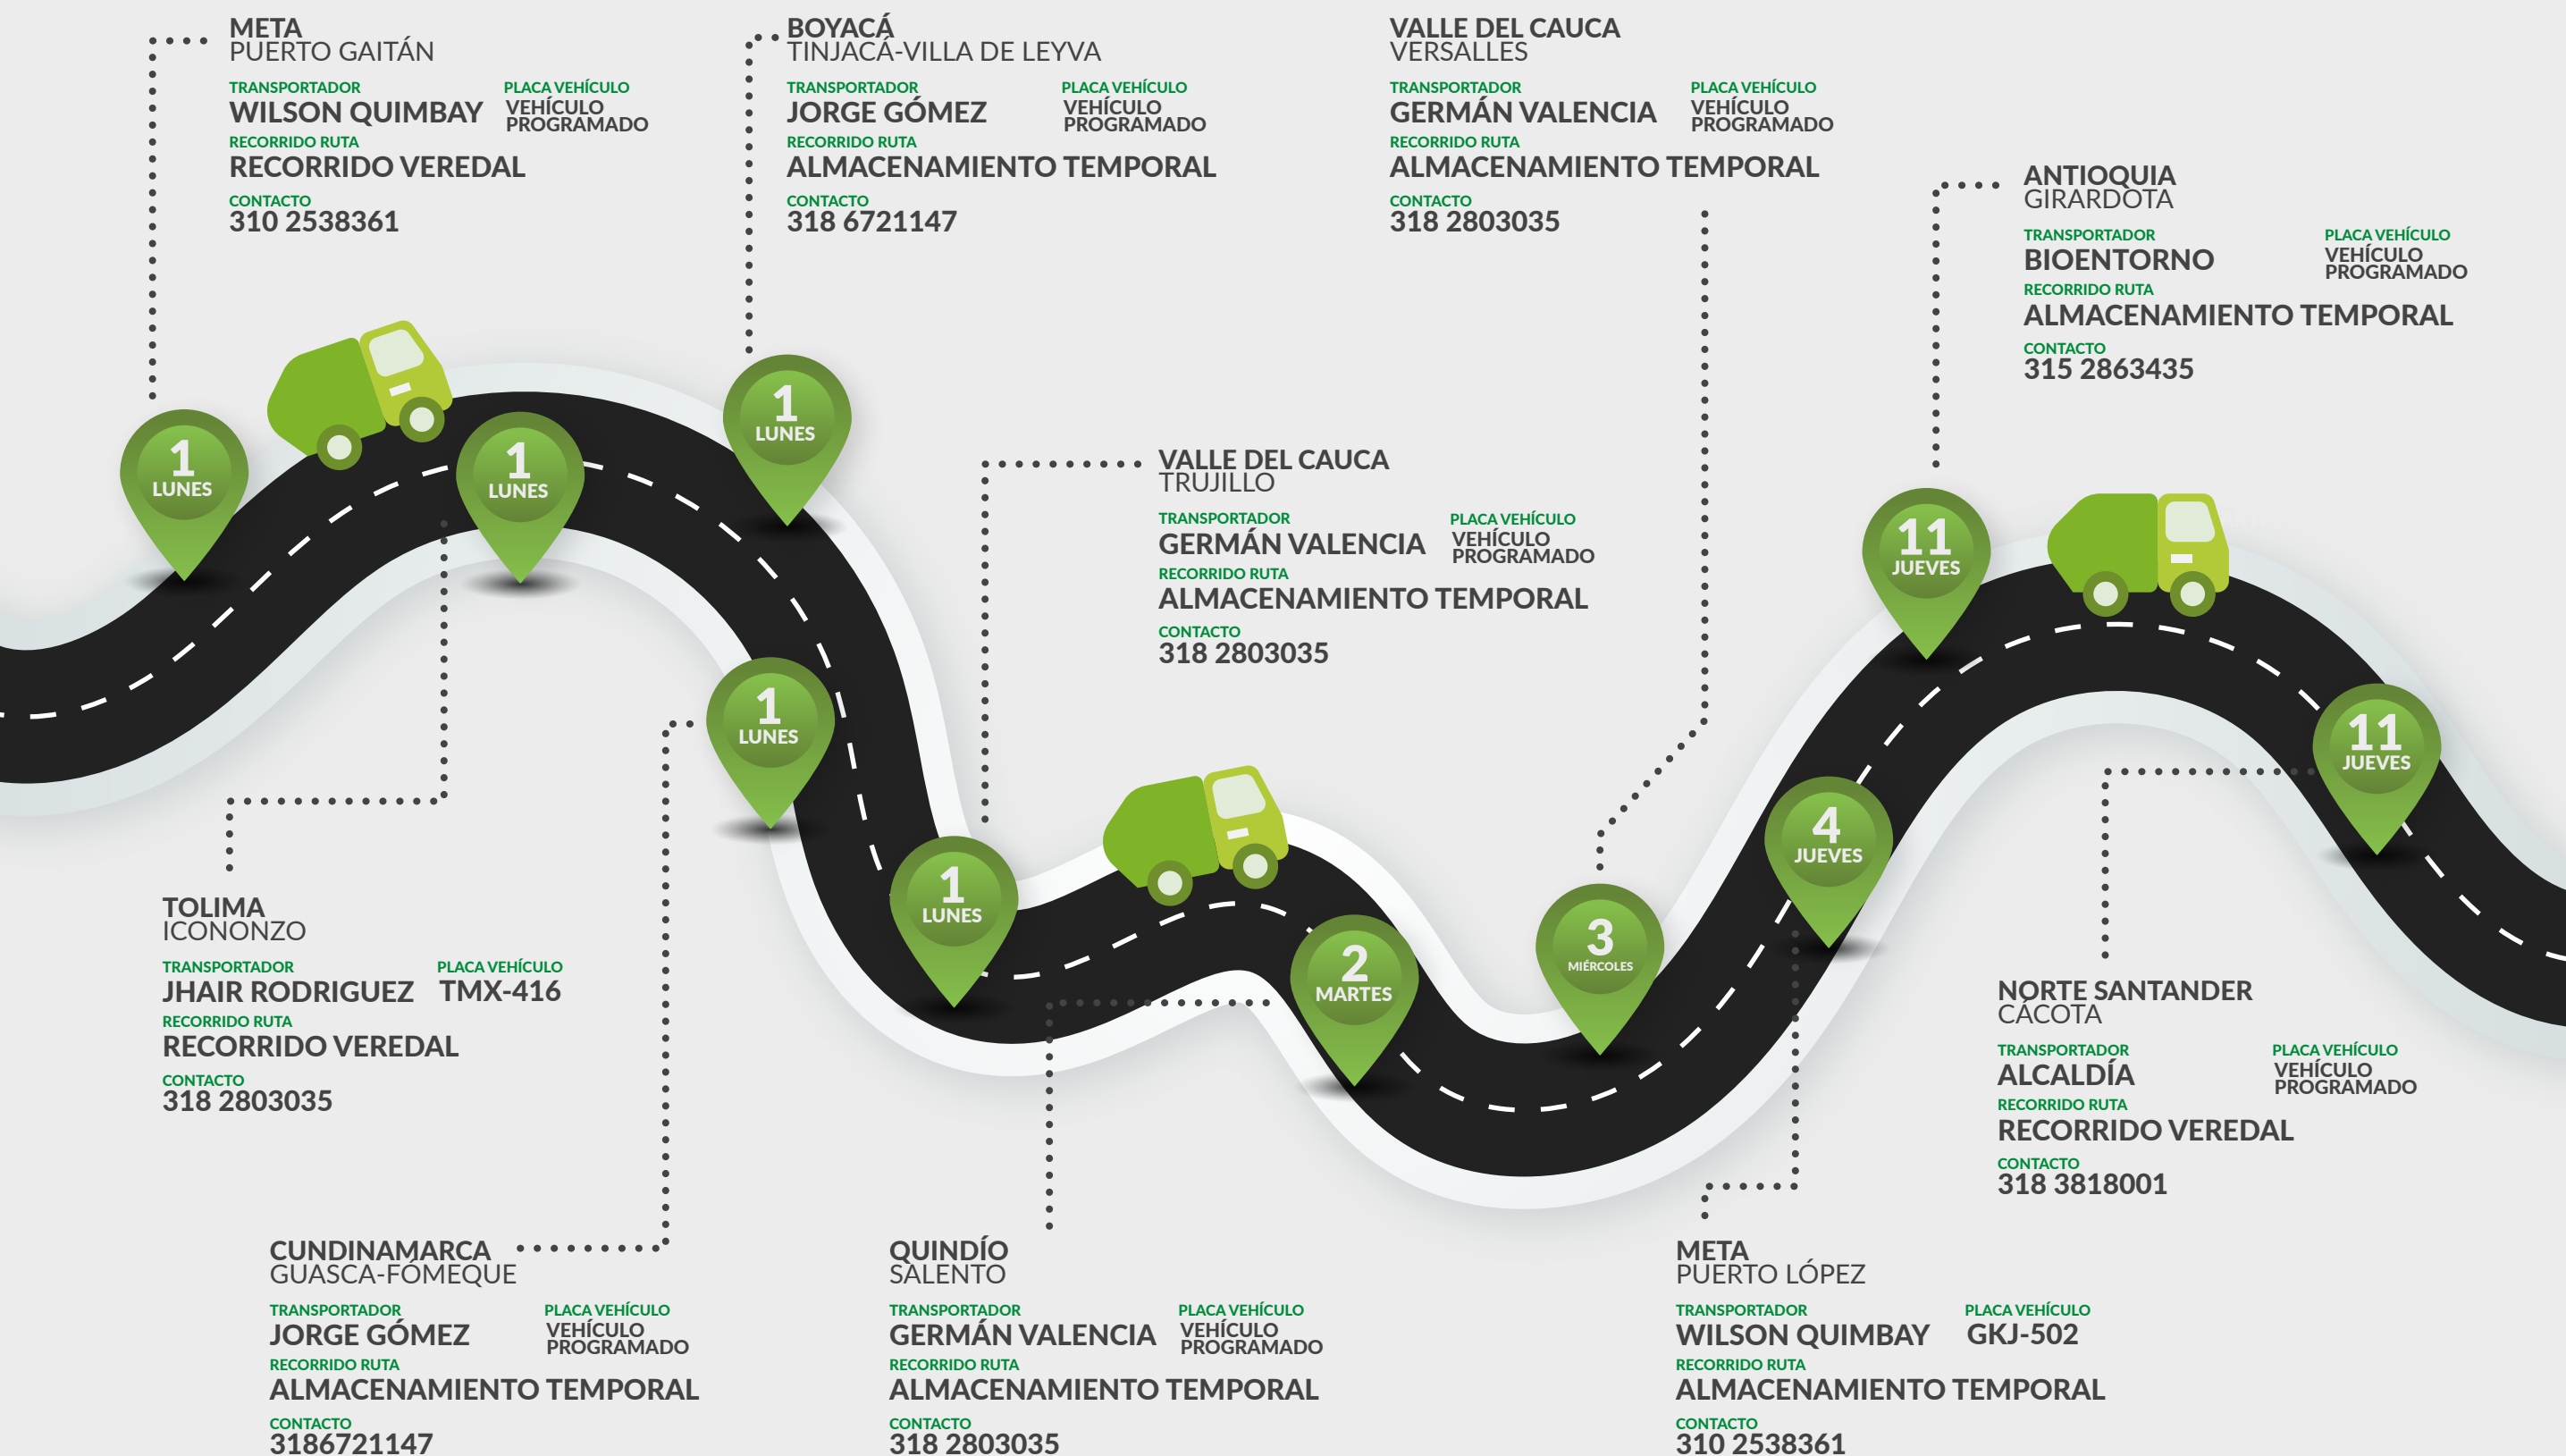 META
PUERTO GAITÁN
TRANSPORTADOR
WILSON QUIMBAY
PLACA VEHÍCULO
VEHÍCULO
PROGRAMADO
RECORRIDO RUTA
RECORRIDO VEREDAL
CONTACTO
310 2538361
BOYACÁ
TINJACÁ-VILLA DE LEYVA
TRANSPORTADOR
JORGE GÓMEZ
PLACA VEHÍCULO
VEHÍCULO
PROGRAMADO
RECORRIDO RUTA
ALMACENAMIENTO TEMPORAL
CONTACTO
318 6721147
VALLE DEL CAUCA
VERSALLES
TRANSPORTADOR
GERMÁN VALENCIA
PLACA VEHÍCULO
VEHÍCULO
PROGRAMADO
RECORRIDO RUTA
ALMACENAMIENTO TEMPORAL
CONTACTO
318 2803035
ANTIOQUIA
GIRARDOTA
TRANSPORTADOR
BIOENTORNO
PLACA VEHÍCULO
VEHÍCULO
PROGRAMADO
RECORRIDO RUTA
ALMACENAMIENTO TEMPORAL
CONTACTO
315 2863435
1
LUNES
1
LUNES
1
LUNES
VALLE DEL CAUCA
TRUJILLO
TRANSPORTADOR
GERMÁN VALENCIA
PLACA VEHÍCULO
VEHÍCULO
PROGRAMADO
RECORRIDO RUTA
ALMACENAMIENTO TEMPORAL
CONTACTO
318 2803035
11
JUEVES
1
LUNES
11
JUEVES
1
LUNES
4
JUEVES
2
MARTES
3
MIÉRCOLES
TOLIMA
ICONONZO
TRANSPORTADOR
JHAIR RODRIGUEZ
PLACA VEHÍCULO
TMX-416
RECORRIDO RUTA
RECORRIDO VEREDAL
CONTACTO
318 2803035
NORTE SANTANDER
CÁCOTA
TRANSPORTADOR
ALCALDÍA
PLACA VEHÍCULO
VEHÍCULO
PROGRAMADO
RECORRIDO RUTA
RECORRIDO VEREDAL
CONTACTO
318 3818001
CUNDINAMARCA
GUASCA-FÓMEQUE
TRANSPORTADOR
JORGE GÓMEZ
PLACA VEHÍCULO
VEHÍCULO
PROGRAMADO
RECORRIDO RUTA
ALMACENAMIENTO TEMPORAL
CONTACTO
3186721147
QUINDÍO
SALENTO
TRANSPORTADOR
GERMÁN VALENCIA
PLACA VEHÍCULO
VEHÍCULO
PROGRAMADO
RECORRIDO RUTA
ALMACENAMIENTO TEMPORAL
CONTACTO
318 2803035
META
PUERTO LÓPEZ
TRANSPORTADOR
WILSON QUIMBAY
PLACA VEHÍCULO
GKJ-502
RECORRIDO RUTA
ALMACENAMIENTO TEMPORAL
CONTACTO
310 2538361